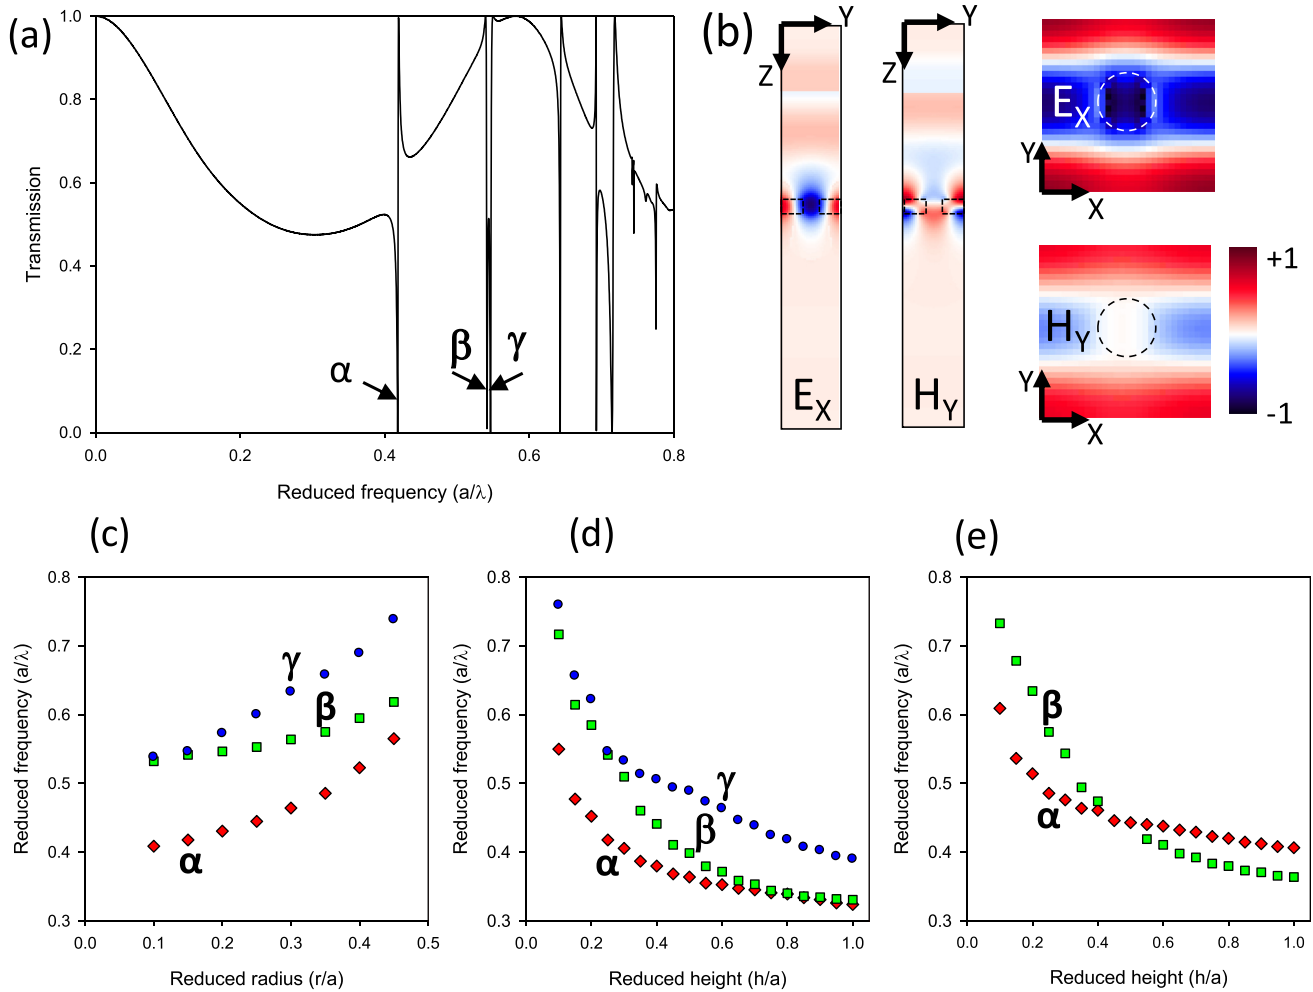 (a)
1.0
0.8
0.6
0.4
0.2
0.0
Transmission
0.0 0.2 0.4 0.6 0.8
Reduced frequency (a/λ)
α
β
γ
(b)
Y
Z
E_X
Y
Z
H_Y
E_X
Y
X
H_Y
Y
X
+1
-1
(c)
0.8
0.7
0.6
0.5
0.4
0.3
Reduced frequency (a/λ)
γ
β
α
0.0 0.1 0.2 0.3 0.4 0.5
Reduced radius (r/a)
(d)
0.8
0.7
0.6
0.5
0.4
0.3
Reduced frequency (a/λ)
γ
β
α
0.0 0.2 0.4 0.6 0.8 1.0
Reduced height (h/a)
(e)
0.8
0.7
0.6
0.5
0.4
0.3
Reduced frequency (a/λ)
β
α
0.0 0.2 0.4 0.6 0.8 1.0
Reduced height (h/a)